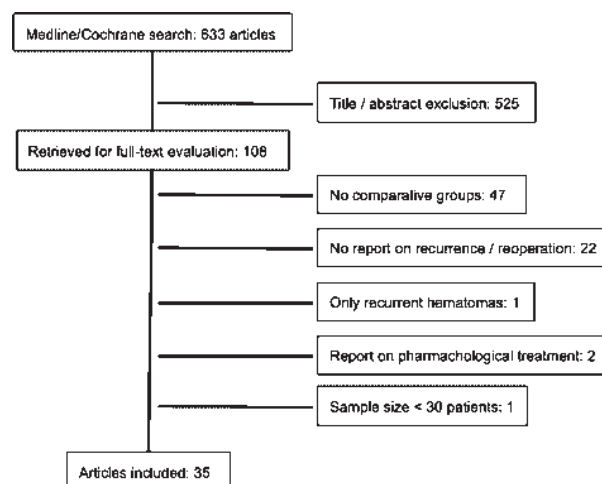 Medline/Cochrane search: 633 articles
Title / abstract exclusion: 525
Retrieved for full-text evaluation: 108
No comparative groups: 47
No report on recurrence / reoperation: 22
Only recurrent hematomas: 1
Report on pharmachological treatment: 2
Sample size < 30 patients: 1
Articles included: 35